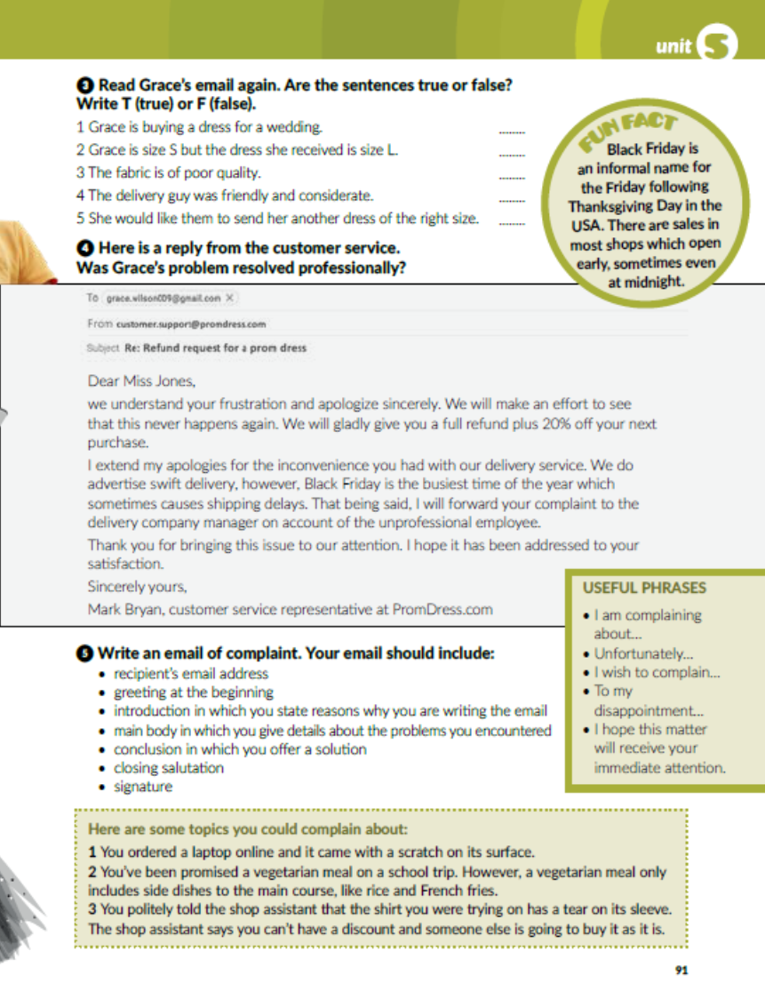 unit 5
3 Read Grace's email again. Are the sentences true or false?
Write T (true) or F (false).
1 Grace is buying a dress for a wedding. ........
2 Grace is size S but the dress she received is size L. ........
3 The fabric is of poor quality. ........
4 The delivery guy was friendly and considerate. ........
5 She would like them to send her another dress of the right size. ........
FUN FACT
Black Friday is
an informal name for
the Friday following
Thanksgiving Day in the
USA. There are sales in
most shops which open
early, sometimes even
at midnight.
4 Here is a reply from the customer service.
Was Grace's problem resolved professionally?
To grace.wilson009@gmail.com ×
From customer.support@promdress.com
Subject Re: Refund request for a prom dress
Dear Miss Jones,
we understand your frustration and apologize sincerely. We will make an effort to see
that this never happens again. We will gladly give you a full refund plus 20% off your next
purchase.
I extend my apologies for the inconvenience you had with our delivery service. We do
advertise swift delivery, however, Black Friday is the busiest time of the year which
sometimes causes shipping delays. That being said, I will forward your complaint to the
delivery company manager on account of the unprofessional employee.
Thank you for bringing this issue to our attention. I hope it has been addressed to your
satisfaction.
Sincerely yours,
Mark Bryan, customer service representative at PromDress.com
5 Write an email of complaint. Your email should include:
• recipient's email address
• greeting at the beginning
• introduction in which you state reasons why you are writing the email
• main body in which you give details about the problems you encountered
• conclusion in which you offer a solution
• closing salutation
• signature
USEFUL PHRASES
• I am complaining
about...
• Unfortunately...
• I wish to complain...
• To my
disappointment...
• I hope this matter
will receive your
immediate attention.
Here are some topics you could complain about:
1 You ordered a laptop online and it came with a scratch on its surface.
2 You've been promised a vegetarian meal on a school trip. However, a vegetarian meal only
includes side dishes to the main course, like rice and French fries.
3 You politely told the shop assistant that the shirt you were trying on has a tear on its sleeve.
The shop assistant says you can't have a discount and someone else is going to buy it as it is.
91